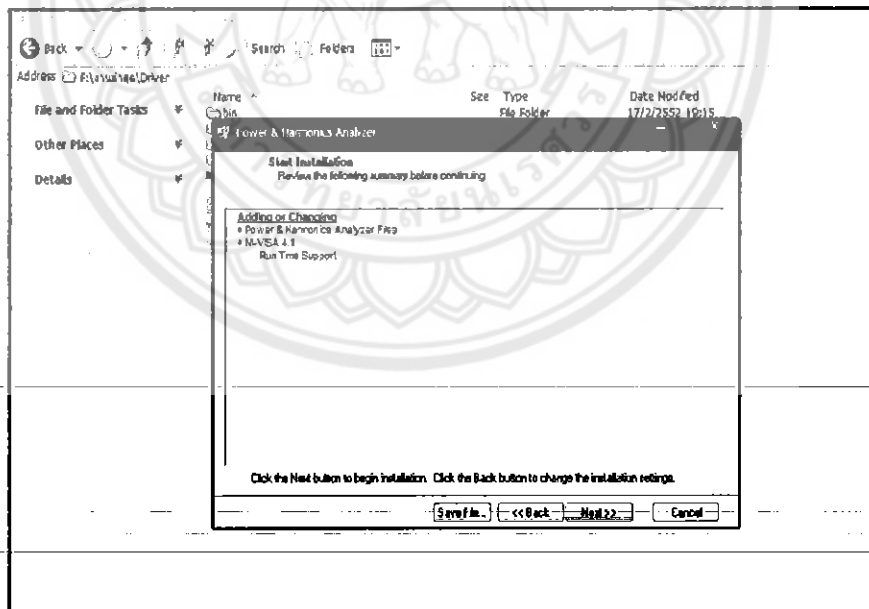 Back Search Folders
Address
File and Folder Tasks
Other Places
Details
Name Size Type Date Modified
bin File Folder 17/2/2552 10:15
Power & Harmonics Analyzer
Start Installation
Review the following summary before continuing.
Adding or Changing
• Power & Harmonics Analyzer Files
• NI-VISA 4.1
Run Time Support
Click the Next button to begin installation. Click the Back button to change the installation settings.
Save File... << Back Next >> Cancel